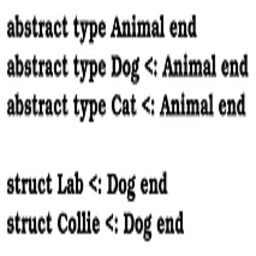 abstract type Animal end
abstract type Dog <: Animal end
abstract type Cat <: Animal end
struct Lab <: Dog end
struct Collie <: Dog end